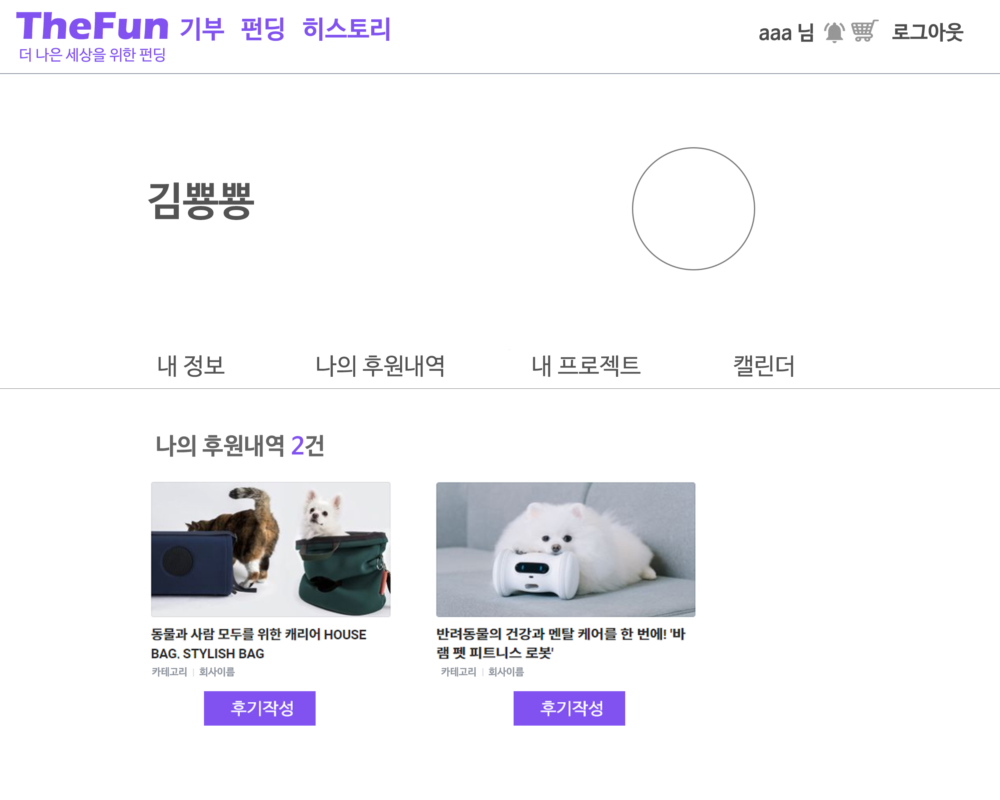 TheFun 기부 펀딩 히스토리 aaa 님 로그아웃
더 나은 세상을 위한 펀딩
김뿅뿅
내 정보 나의 후원내역 내 프로젝트 캘린더
나의 후원내역 2건
동물과 사람 모두를 위한 캐리어 HOUSE
BAG, STYLISH BAG
카테고리 | 회사이름
후기작성
반려동물의 건강과 멘탈 케어를 한 번에! '바
램 펫 피트니스 로봇'
카테고리 | 회사이름
후기작성